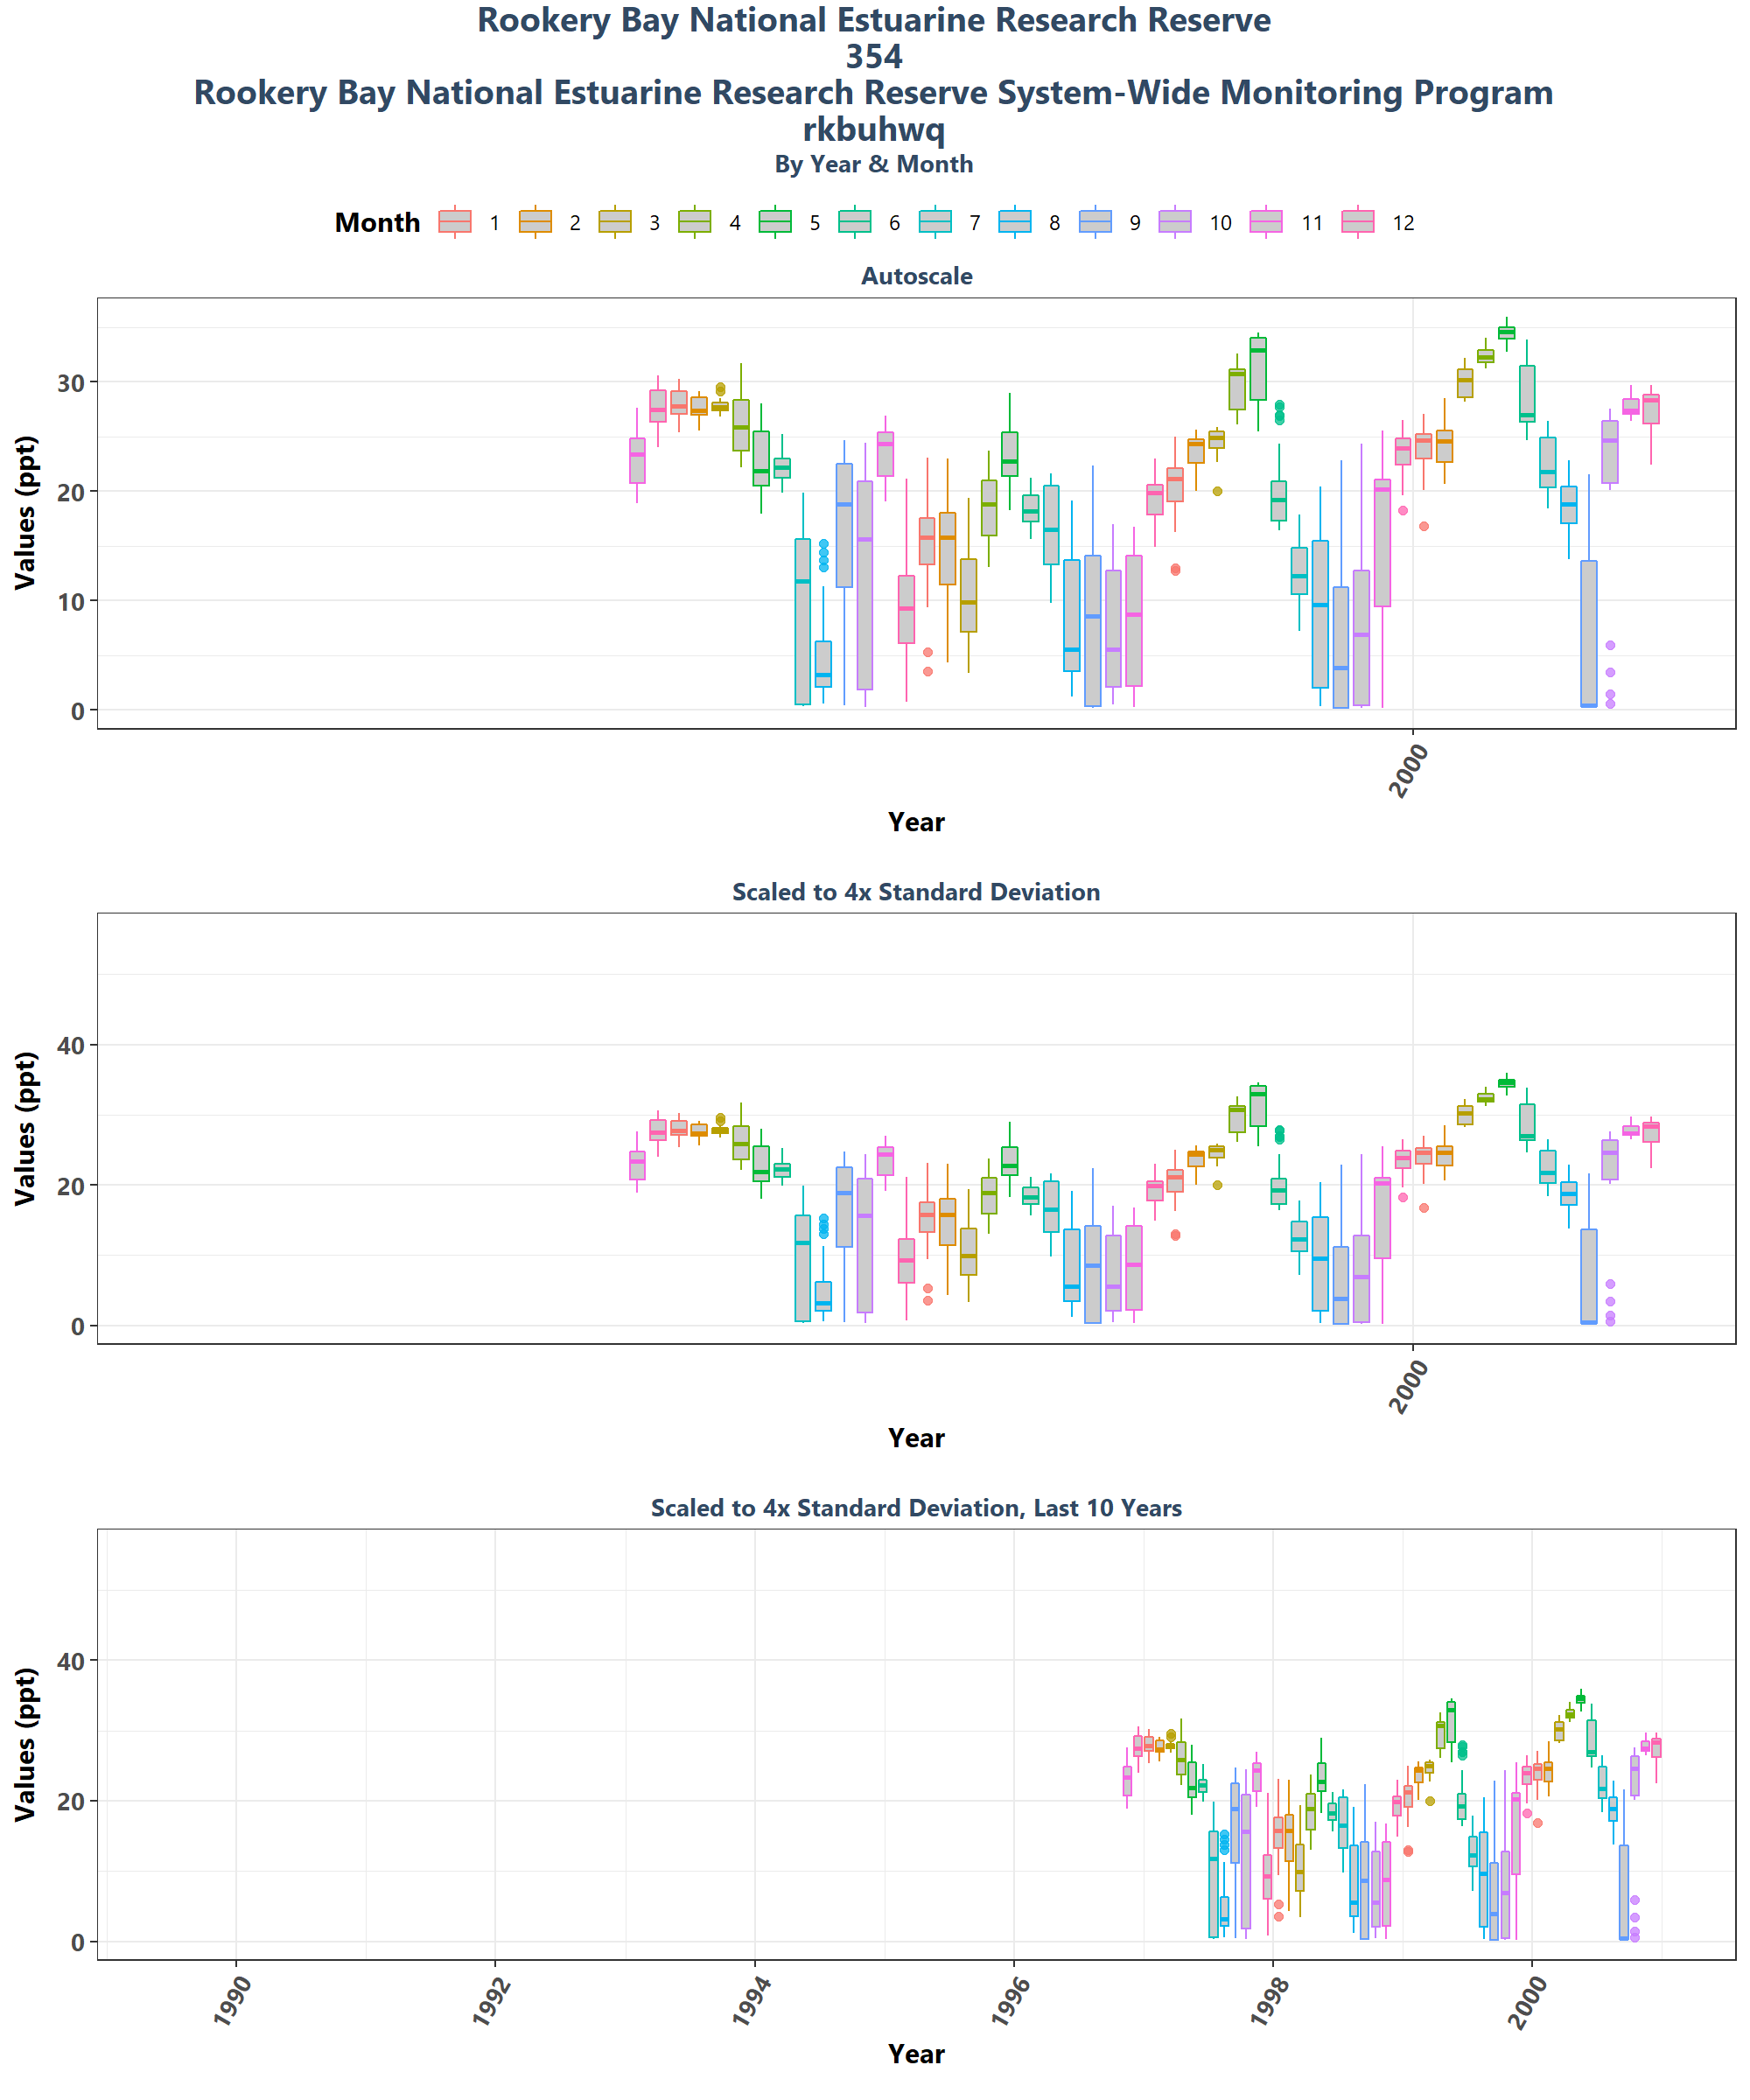 Rookery Bay National Estuarine Research Reserve
354
Rookery Bay National Estuarine Research Reserve System-Wide Monitoring Program
rkbuhwq
By Year & Month
Month 1 2 3 4 5 6 7 8 9 10 11 12
Autoscale
Values (ppt)
30
20
10
0
2000
Year
Scaled to 4x Standard Deviation
Values (ppt)
40
20
0
2000
Year
Scaled to 4x Standard Deviation, Last 10 Years
Values (ppt)
40
20
0
1990 1992 1994 1996 1998 2000
Year